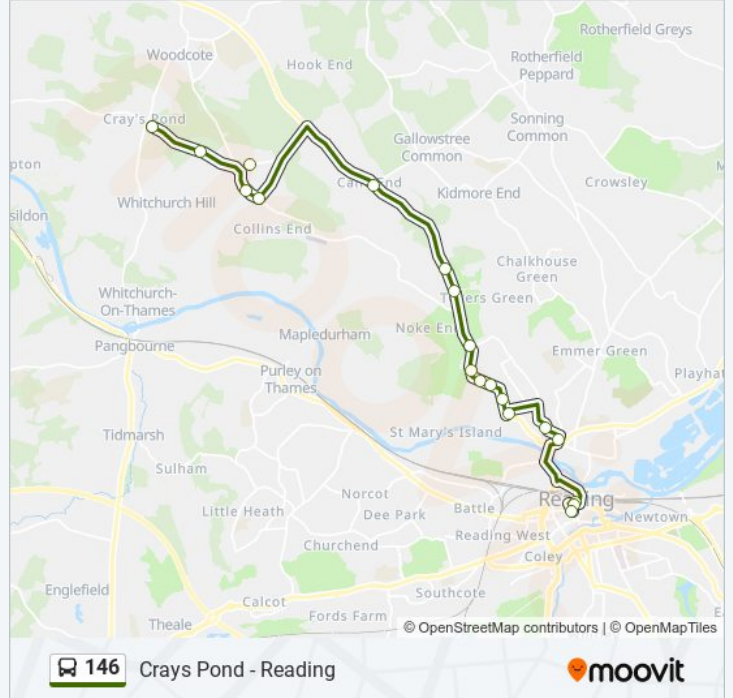 Rotherfield Greys
Woodcote
Hook End
Rotherfield
Peppard
Cray's Pond
Sonning
Common
Gallowstree
Common
Crowsley
Kidmore End
Whitchurch Hill
Collins End
Chalkhouse
Green
Whitchurch-
On-Thames
Mapledurham
Emmer Green
Pangbourne
Purley on
Thames
Tidmarsh
St Mary's Island
Sulham
Norcot
Battle
Reading
Little Heath
Dee Park
Newtown
Reading West
Churchend
Coley
Englefield
Southcote
Calcot
Fords Farm
Theale
© OpenStreetMap contributors | © OpenMapTiles
146 Crays Pond - Reading
moovit